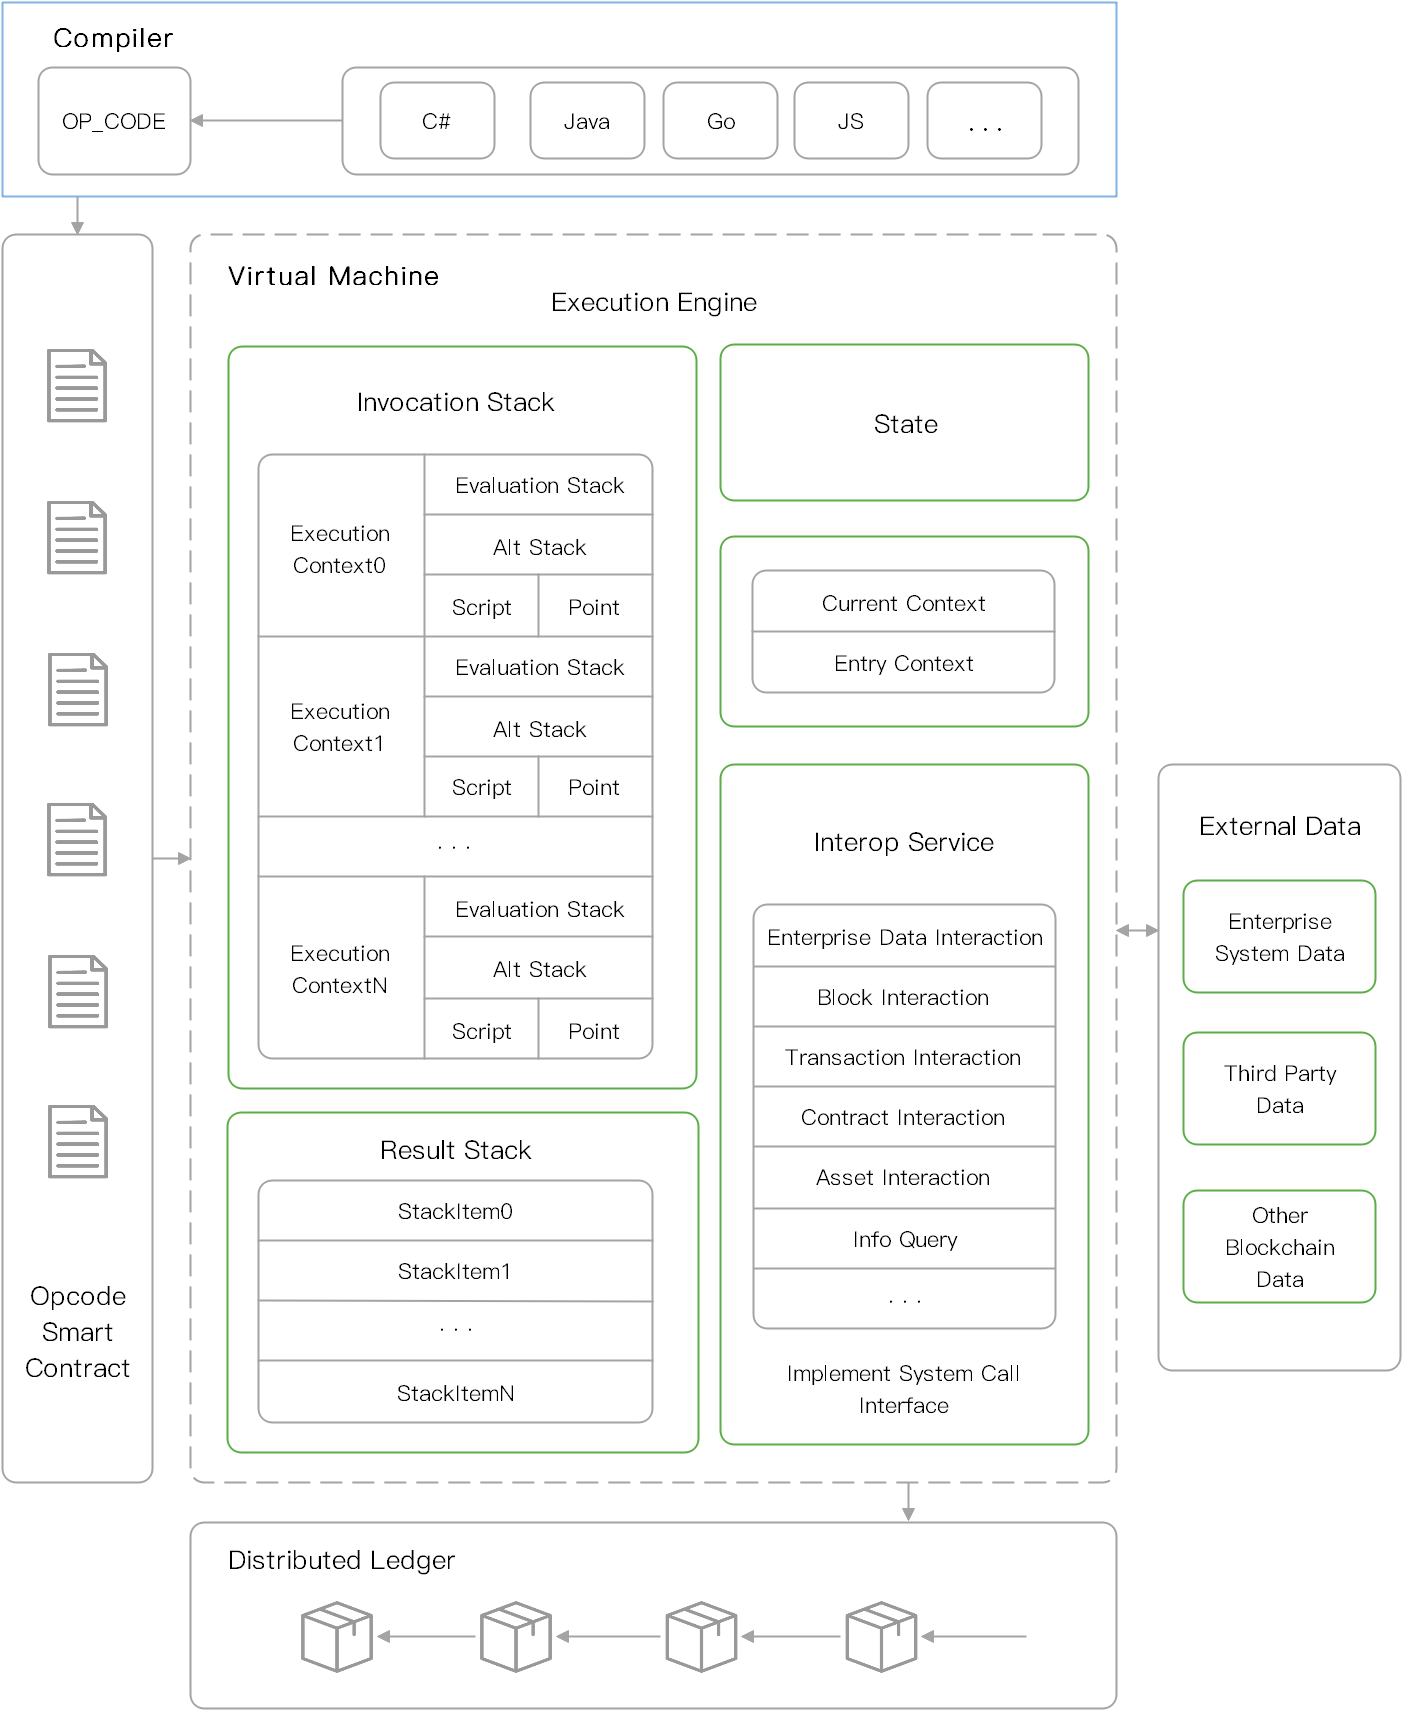 Compiler
OP_CODE
C#
Java
Go
JS
...
Virtual Machine
Execution Engine
Invocation Stack
Execution
Context0
Evaluation Stack
Alt Stack
Script
Point
Execution
Context1
Evaluation Stack
Alt Stack
Script
Point
...
Execution
ContextN
Evaluation Stack
Alt Stack
Script
Point
Result Stack
StackItem0
StackItem1
...
StackItemN
State
Current Context
Entry Context
Interop Service
Enterprise Data Interaction
Block Interaction
Transaction Interaction
Contract Interaction
Asset Interaction
Info Query
...
Implement System Call
Interface
External Data
Enterprise
System Data
Third Party
Data
Other
Blockchain
Data
Opcode
Smart
Contract
Distributed Ledger